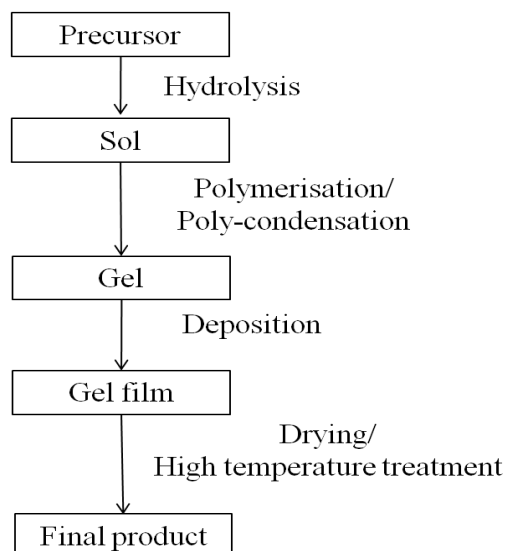 Precursor
Hydrolysis
Sol
Polymerisation/
Poly-condensation
Gel
Deposition
Gel film
Drying/
High temperature treatment
Final product